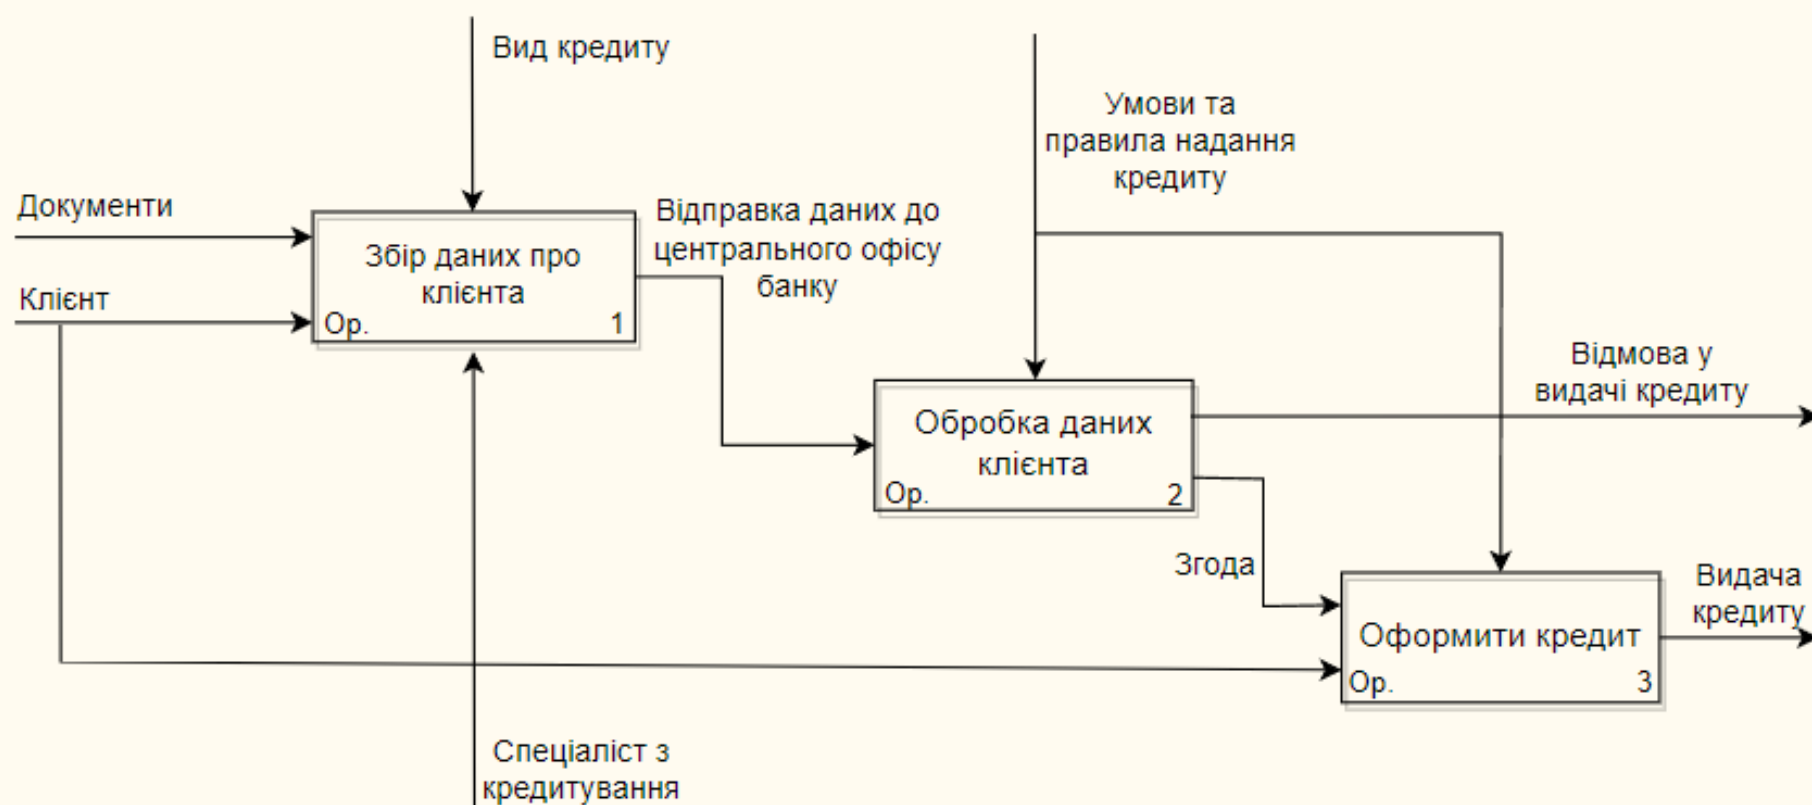 Вид кредиту
Умови та
правила надання
кредиту
Документи
Відправка даних до
центрального офісу
банку
Збір даних про
клієнта
Ор. 1
Клієнт
Відмова у
видачі кредиту
Обробка даних
клієнта
Ор. 2
Згода
Видача
кредиту
Оформити кредит
Ор. 3
Спеціаліст з
кредитування